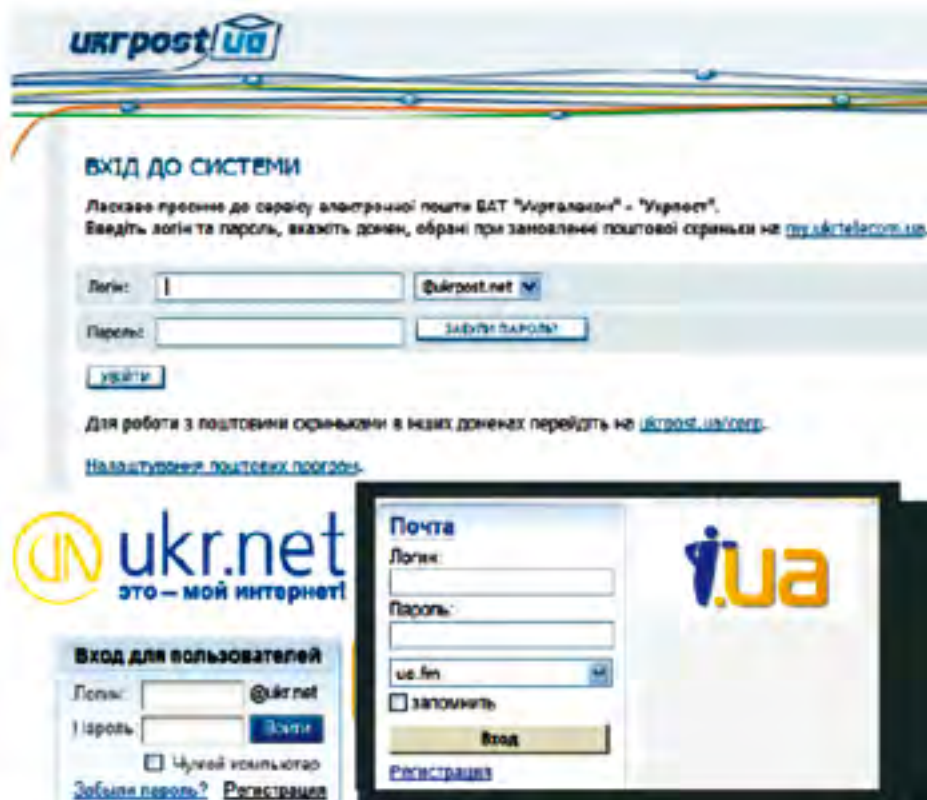 ukrpost ua
ВХІД ДО СИСТЕМИ
Ласкаво просимо до сервісу електронної пошти ВАТ "Укртелеком" - "Укрпост".
Введіть логін та пароль, вкажіть домен, обрані при замовленні поштової скриньки на my.ukrtelecom.ua.
Логін: @ukrpost.net
Пароль: ЗАБУЛИ ПАРОЛЬ?
УВІЙТИ
Для роботи з поштовими скриньками в інших доменах перейдіть на ukrpost.ua/corp.
Налаштування поштових програм.
ukr.net
это – мой интернет!
Вход для пользователей
Логин: @ukr.net
Пароль Войти
Чужой компьютер
Забыли пароль? Регистрация
Почта
Логин:
Пароль:
ua.fm
запомнить
Вход
Регистрация
i.ua